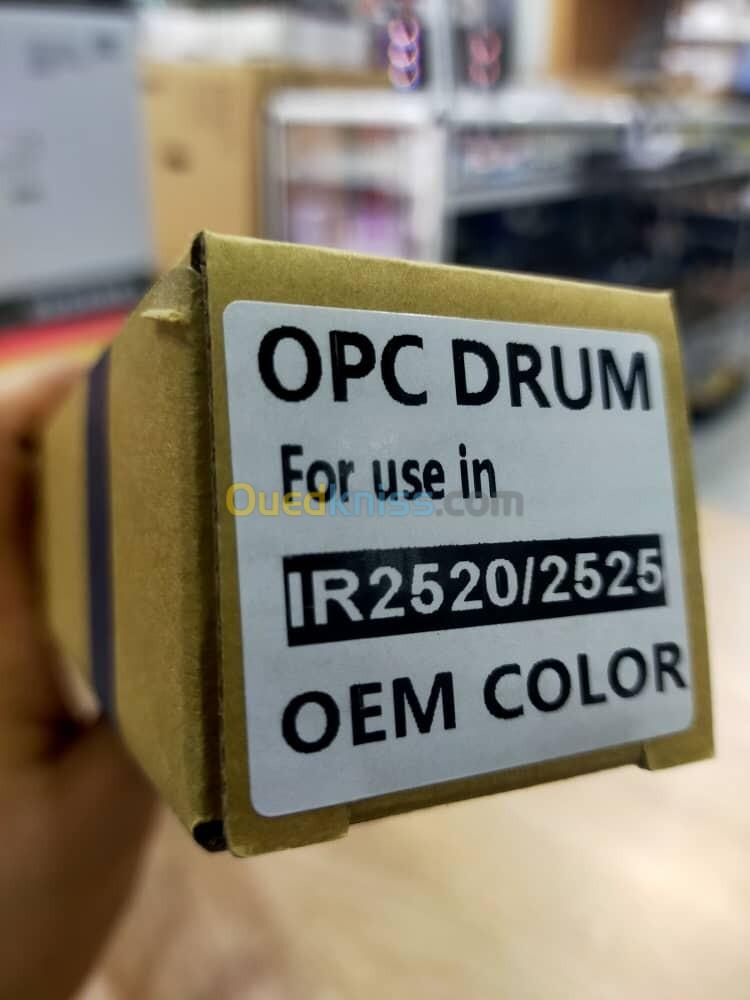 OPC DRUM
For use in
Ouedkniss.com
IR2520/2525
OEM COLOR